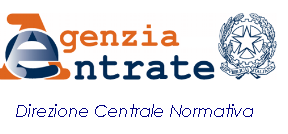 Agenzia
Entrate
Direzione Centrale Normativa